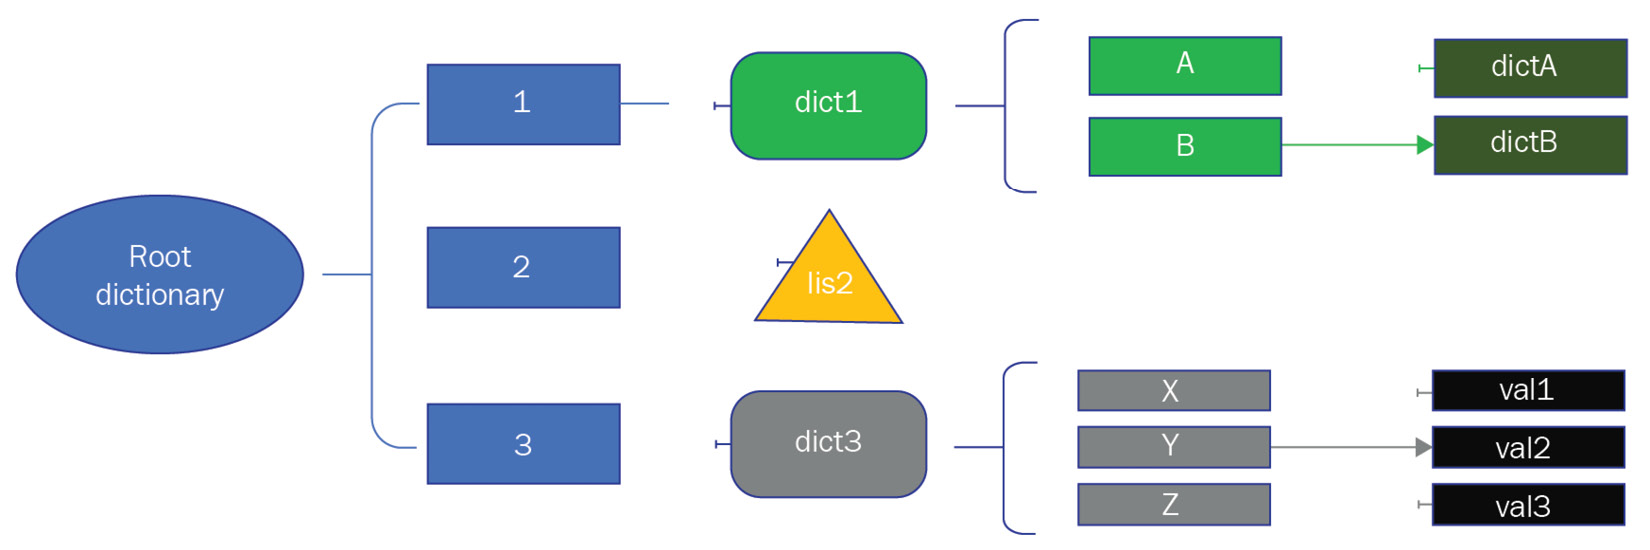 Root
dictionary
1
2
3
dict1
lis2
dict3
A
B
dictA
dictB
X
Y
Z
val1
val2
val3